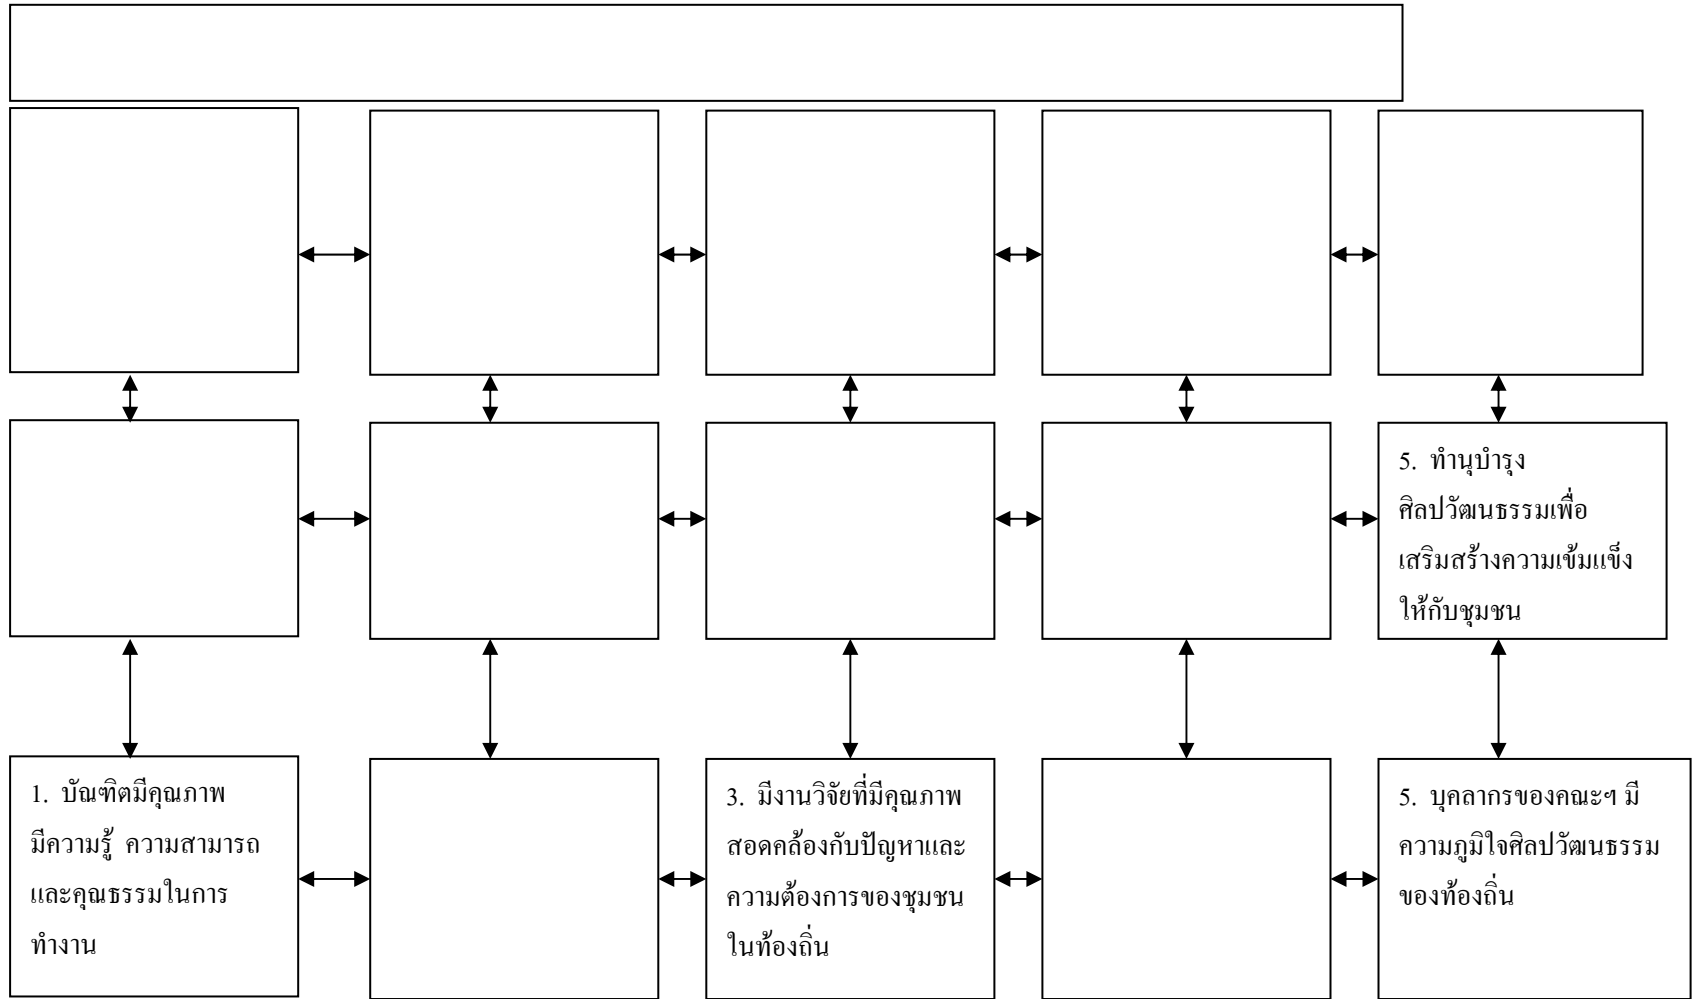 5. ทำนุบำรุง
ศิลปวัฒนธรรมเพื่อ
เสริมสร้างความเข้มแข็ง
ให้กับชุมชน
1. บัณฑิตมีคุณภาพ
มีความรู้ ความสามารถ
และคุณธรรมในการ
ทำงาน
3. มีงานวิจัยที่มีคุณภาพ
สอดคล้องกับปัญหาและ
ความต้องการของชุมชน
ในท้องถิ่น
5. บุคลากรของคณะฯ มี
ความภูมิใจศิลปวัฒนธรรม
ของท้องถิ่น